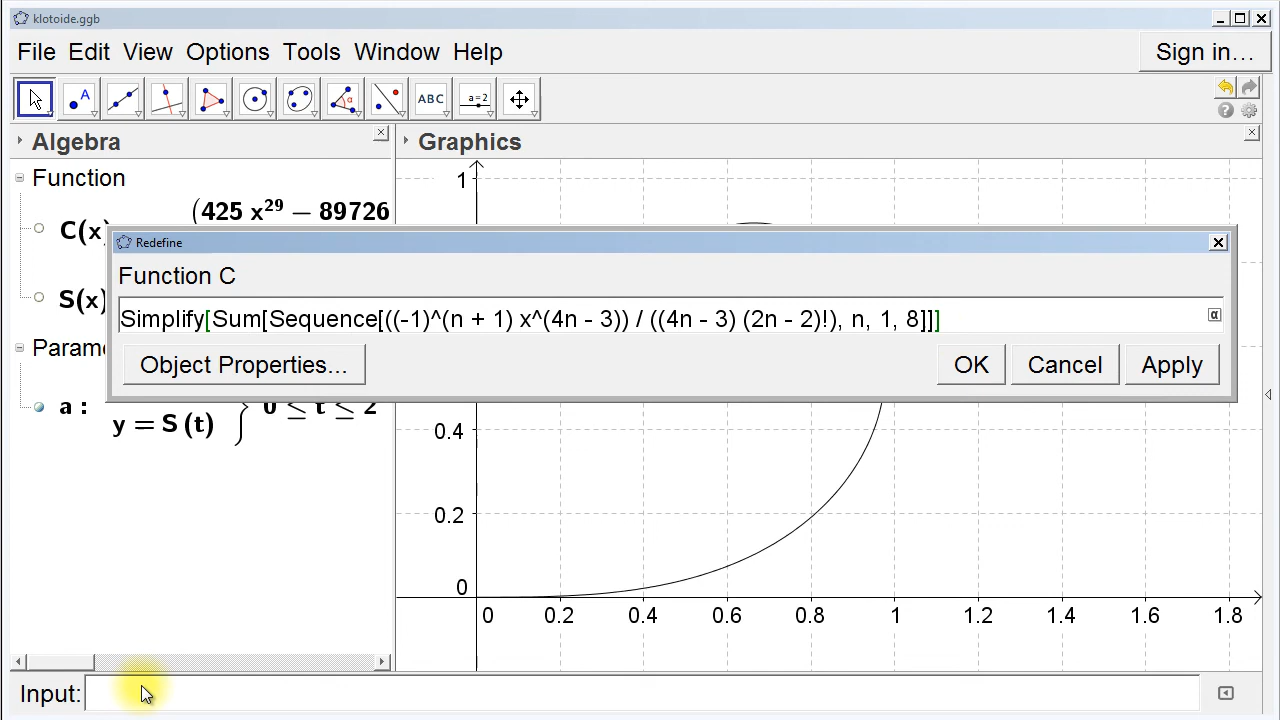 klotoide.ggb
File Edit View Options Tools Window Help
Sign in...
A ABC a=2
Algebra
Graphics
Function
(425 x²⁹ − 89726
C(x)
S(x)
a :
y = S (t) } 0 ≤ t ≤ 2
Redefine
Function C
Simplify[Sum[Sequence[((-1)^(n + 1) x^(4n - 3)) / ((4n - 3) (2n - 2)!), n, 1, 8]]]
α
Object Properties...
OK
Cancel
Apply
1
0.4
0.2
0
0 0.2 0.4 0.6 0.8 1 1.2 1.4 1.6 1.8
Input: